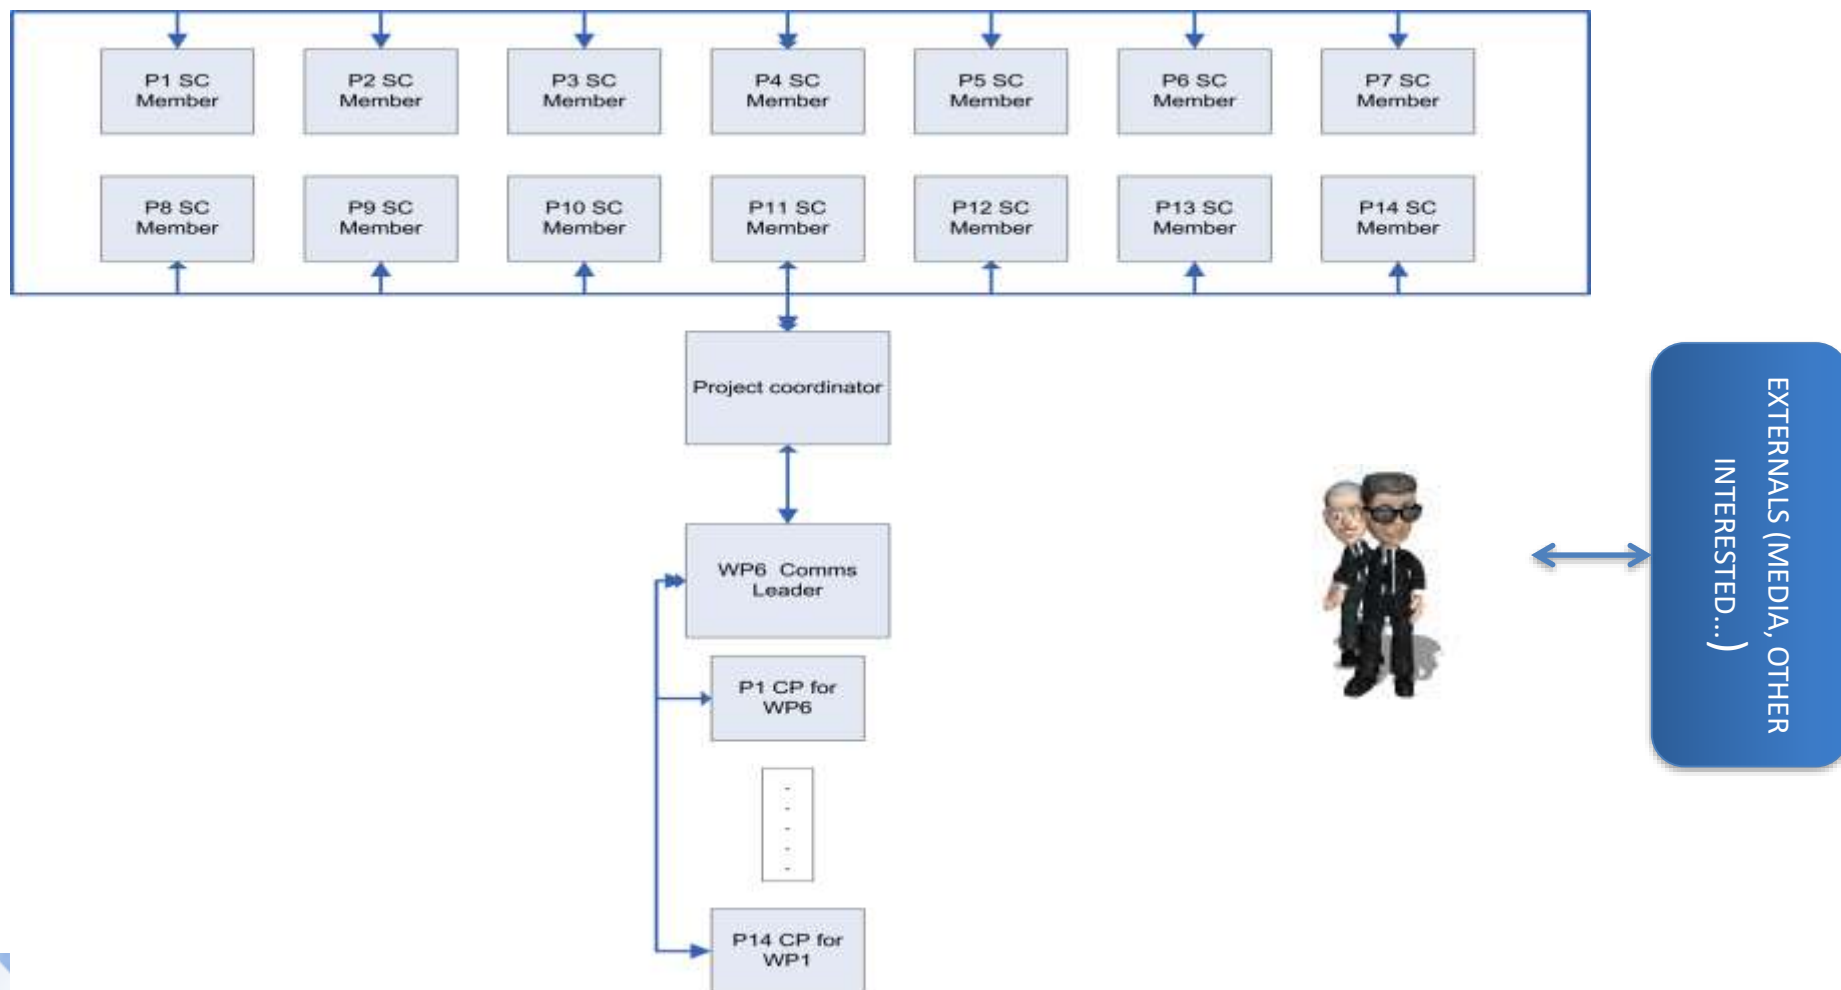 P1 SC
Member
P2 SC
Member
P3 SC
Member
P4 SC
Member
P5 SC
Member
P6 SC
Member
P7 SC
Member
P8 SC
Member
P9 SC
Member
P10 SC
Member
P11 SC
Member
P12 SC
Member
P13 SC
Member
P14 SC
Member
Project coordinator
WP6 Comms
Leader
P1 CP for
WP6
-
-
-
-
-
P14 CP for
WP1
EXTERNALS (MEDIA, OTHER
INTERESTED...)